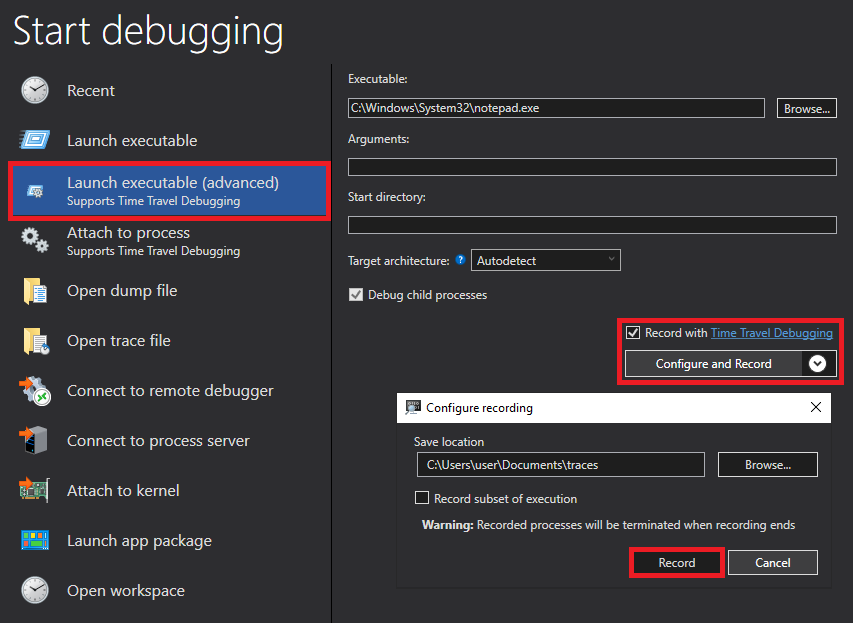 Start debugging
Recent
Launch executable
Launch executable (advanced)
Supports Time Travel Debugging
Attach to process
Supports Time Travel Debugging
Open dump file
Open trace file
Connect to remote debugger
Connect to process server
Attach to kernel
Launch app package
Open workspace
Executable:
C:\Windows\System32\notepad.exe
Browse...
Arguments:
Start directory:
Target architecture: ? Autodetect
Debug child processes
Record with Time Travel Debugging
Configure and Record
Configure recording
Save location
C:\Users\user\Documents\traces
Browse...
Record subset of execution
Warning: Recorded processes will be terminated when recording ends
Record
Cancel